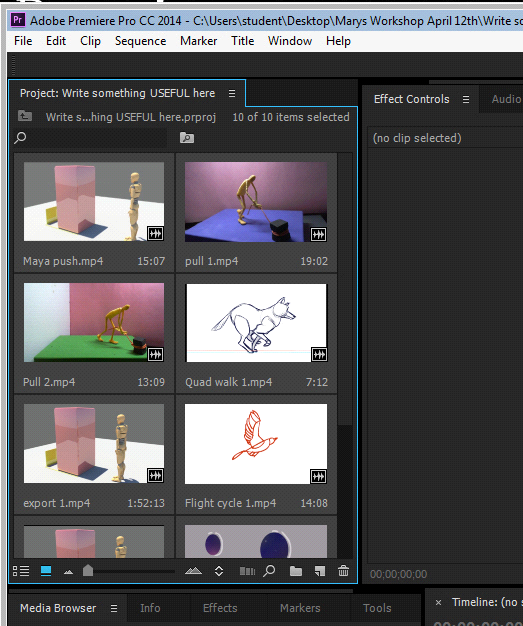 Pr Adobe Premiere Pro CC 2014 - C:\Users\student\Desktop\Marys Workshop April 12th\Write so
File Edit Clip Sequence Marker Title Window Help
Project: Write something USEFUL here
Effect Controls
Audio
Write s...hing USEFUL here.prproj 10 of 10 items selected
(no clip selected)
Maya push.mp4 15:07
pull 1.mp4 19:02
Pull 2.mp4 13:09
Quad walk 1.mp4 7:12
export 1.mp4 1:52:13
Flight cycle 1.mp4 14:08
00;00;00;00
Media Browser Info Effects Markers Tools
× Timeline: (no s